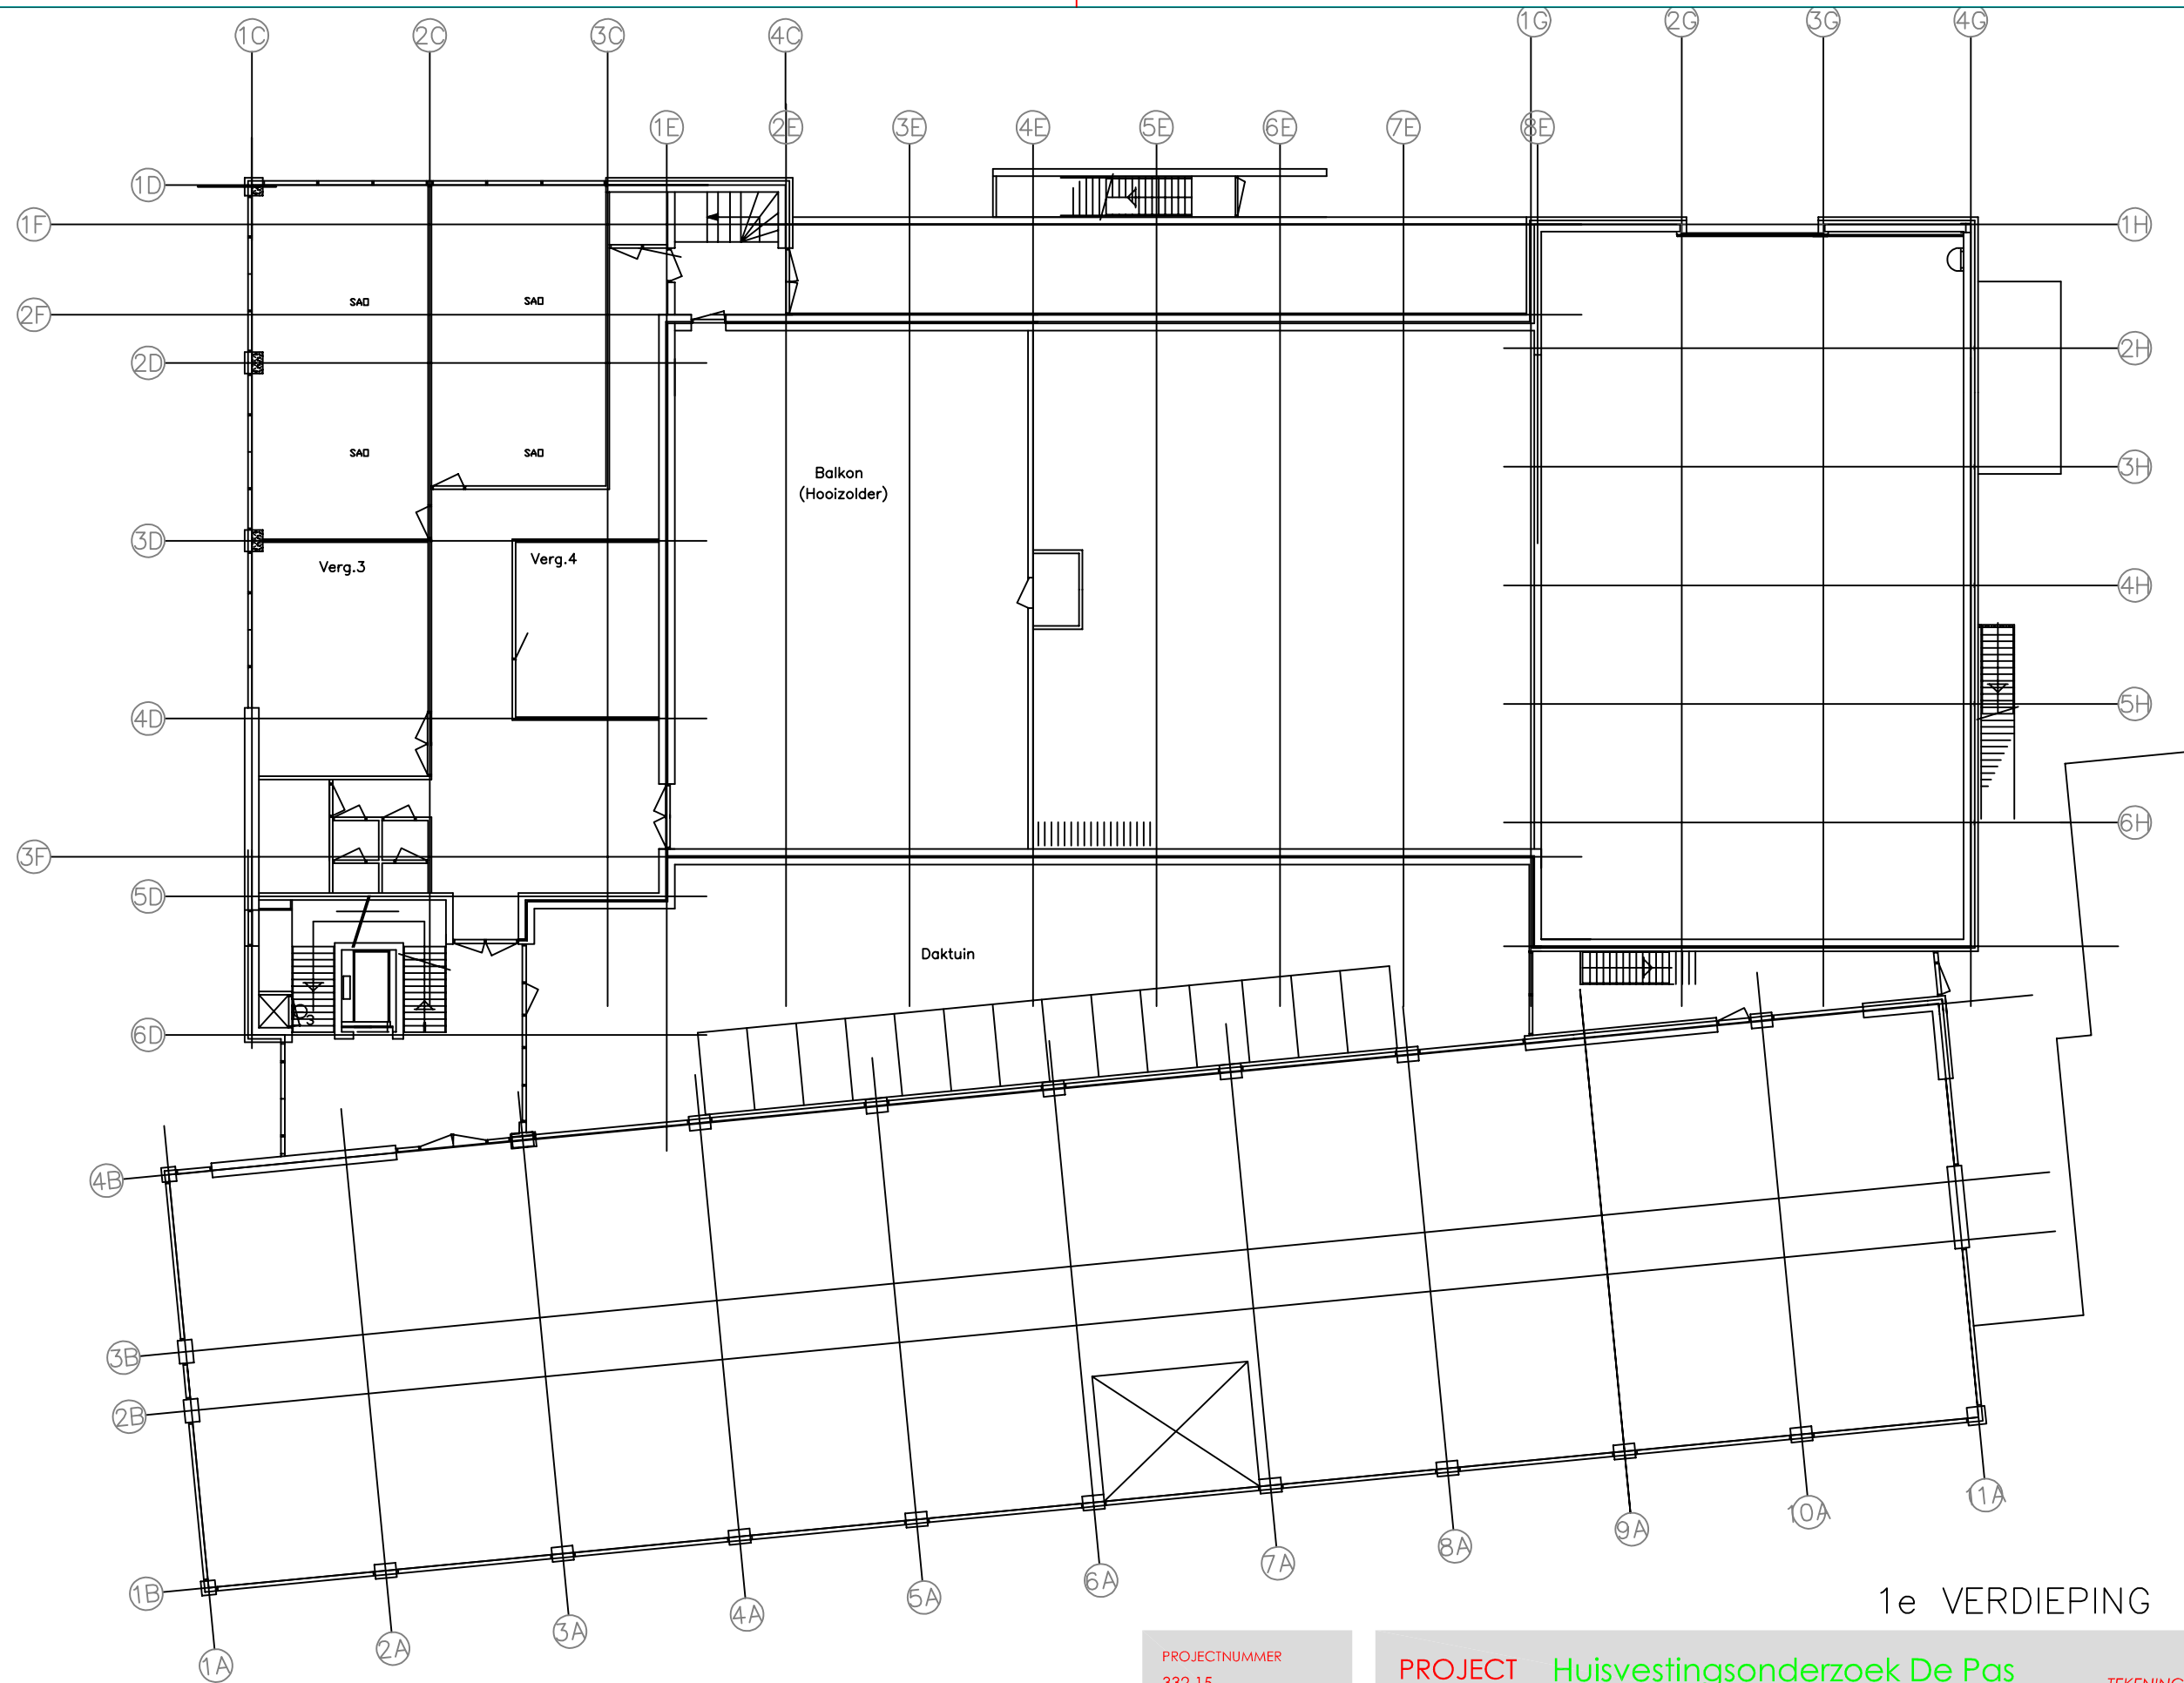 1C 2C 3C 4C 1G 2G 3G 4G
1E 2E 3E 4E 5E 6E 7E 8E
1D
1F 1H
SAO SAO
2F
2D 2H
SAO SAO
3H
Balkon
(Hooizolder)
3D
Verg.3 Verg.4
4H
4D 5H
6H
3F
5D
Daktuin
6D
4B
3B
2B
1B
1A 2A 3A 4A 5A 6A 7A 8A 9A 10A 11A
1e VERDIEPING
PROJECTNUMMER
332.15
PROJECT Huisvestingsonderzoek De Pas
TEKENING